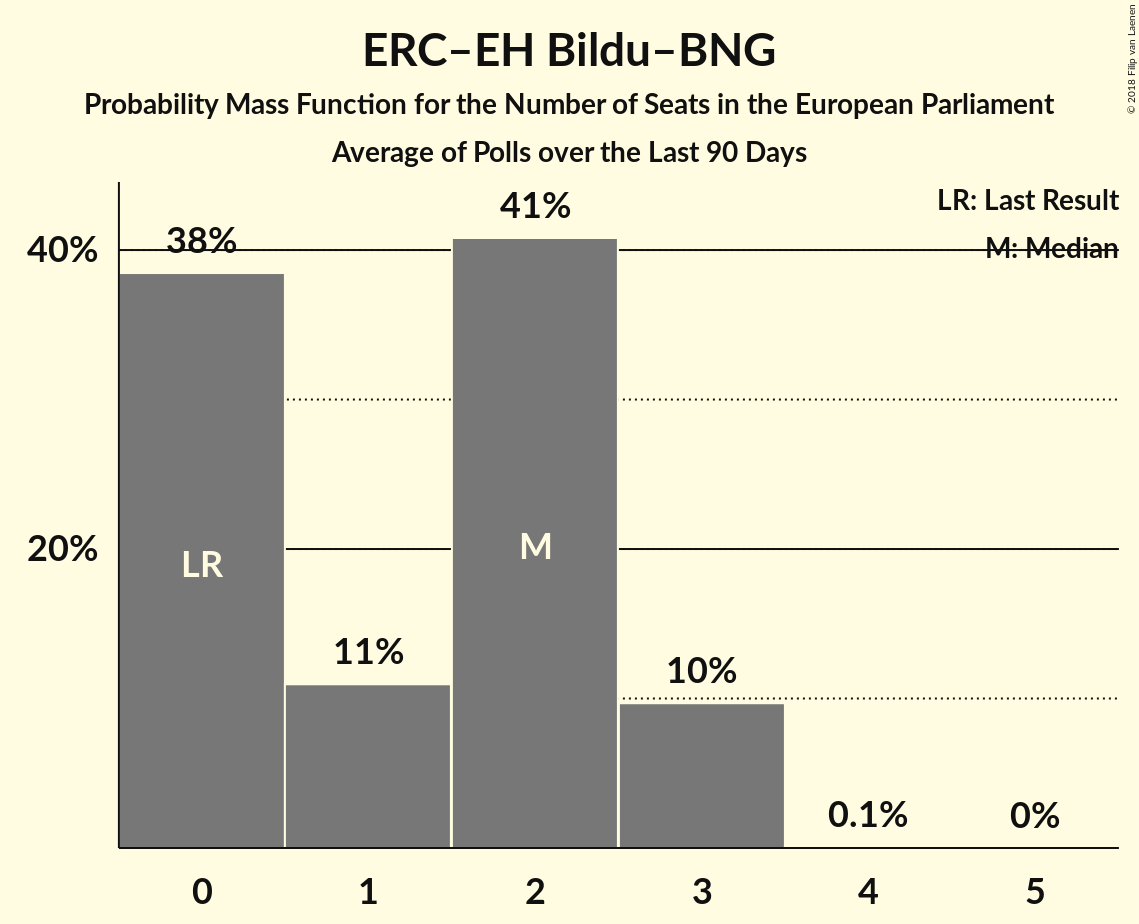 ERC–EH Bildu–BNG
Probability Mass Function for the Number of Seats in the European Parliament
Average of Polls over the Last 90 Days
© 2018 Filip van Laenen
LR: Last Result
M: Median
40%
20%
38%
11%
41%
10%
0.1%
0%
LR
M
0 1 2 3 4 5